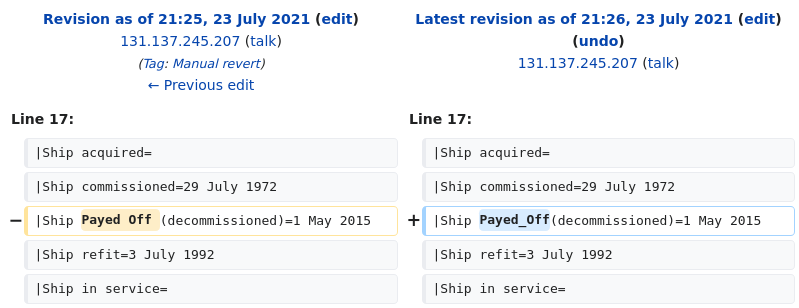 Revision as of 21:25, 23 July 2021 (edit)
131.137.245.207 (talk)
(Tag: Manual revert)
← Previous edit
Latest revision as of 21:26, 23 July 2021 (edit)
(undo)
131.137.245.207 (talk)
Line 17:
Line 17:
|Ship acquired=
|Ship acquired=
|Ship commissioned=29 July 1972
|Ship commissioned=29 July 1972
− |Ship Payed Off (decommissioned)=1 May 2015
+ |Ship Payed_Off(decommissioned)=1 May 2015
|Ship refit=3 July 1992
|Ship refit=3 July 1992
|Ship in service=
|Ship in service=